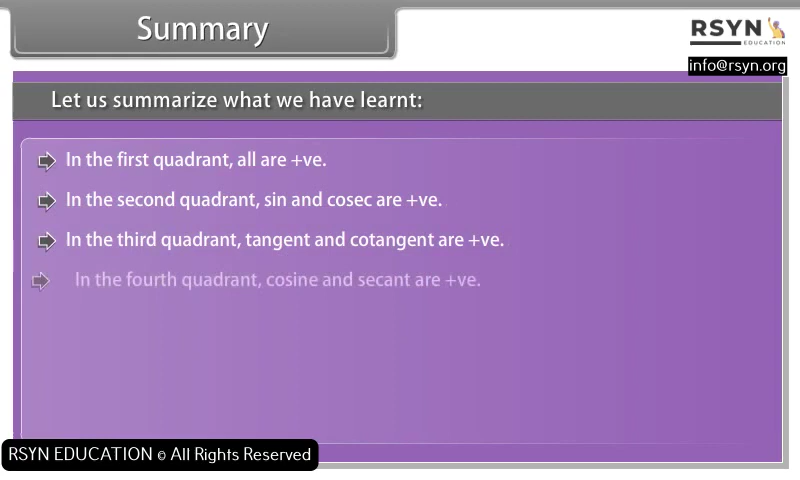 Summary
RSYN
EDUCATION
info@rsyn.org
Let us summarize what we have learnt:
In the first quadrant, all are +ve.
In the second quadrant, sin and cosec are +ve.
In the third quadrant, tangent and cotangent are +ve.
In the fourth quadrant, cosine and secant are +ve.
RSYN EDUCATION © All Rights Reserved